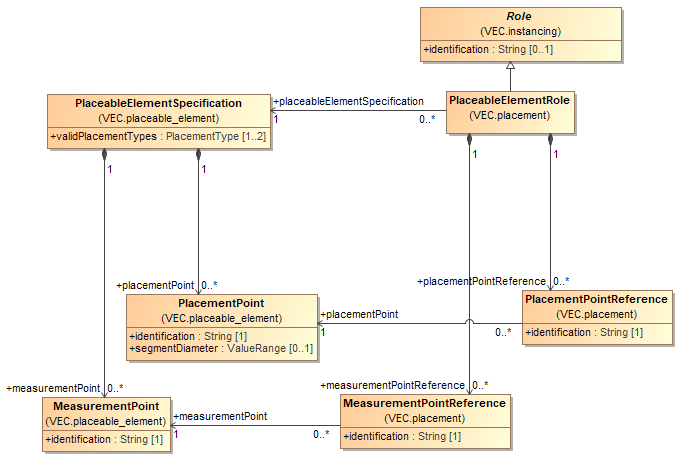 Role
(VEC.instancing)
+identification : String [0..1]
PlaceableElementSpecification
(VEC.placeable_element)
+validPlacementTypes : PlacementType [1..2]
+placeableElementSpecification
1
0..*
PlaceableElementRole
(VEC.placement)
1
1
1
1
+placementPoint
0..*
+placementPointReference
0..*
PlacementPoint
(VEC.placeable_element)
+identification : String [1]
+segmentDiameter : ValueRange [0..1]
+placementPoint
1
0..*
PlacementPointReference
(VEC.placement)
+identification : String [1]
+measurementPoint
0..*
+measurementPointReference
0..*
MeasurementPoint
(VEC.placeable_element)
+identification : String [1]
+measurementPoint
1
0..*
MeasurementPointReference
(VEC.placement)
+identification : String [1]